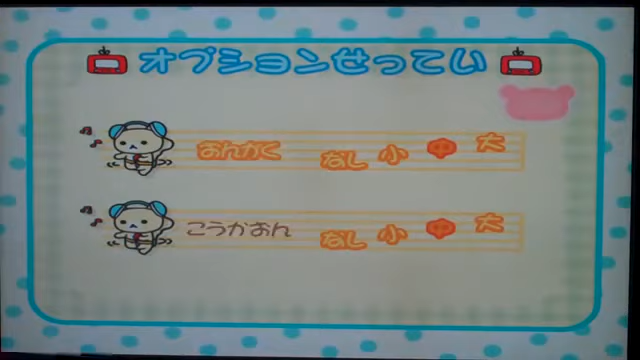 オプションせってい
おんがく なし 小 中 大
こうかおん なし 小 中 大